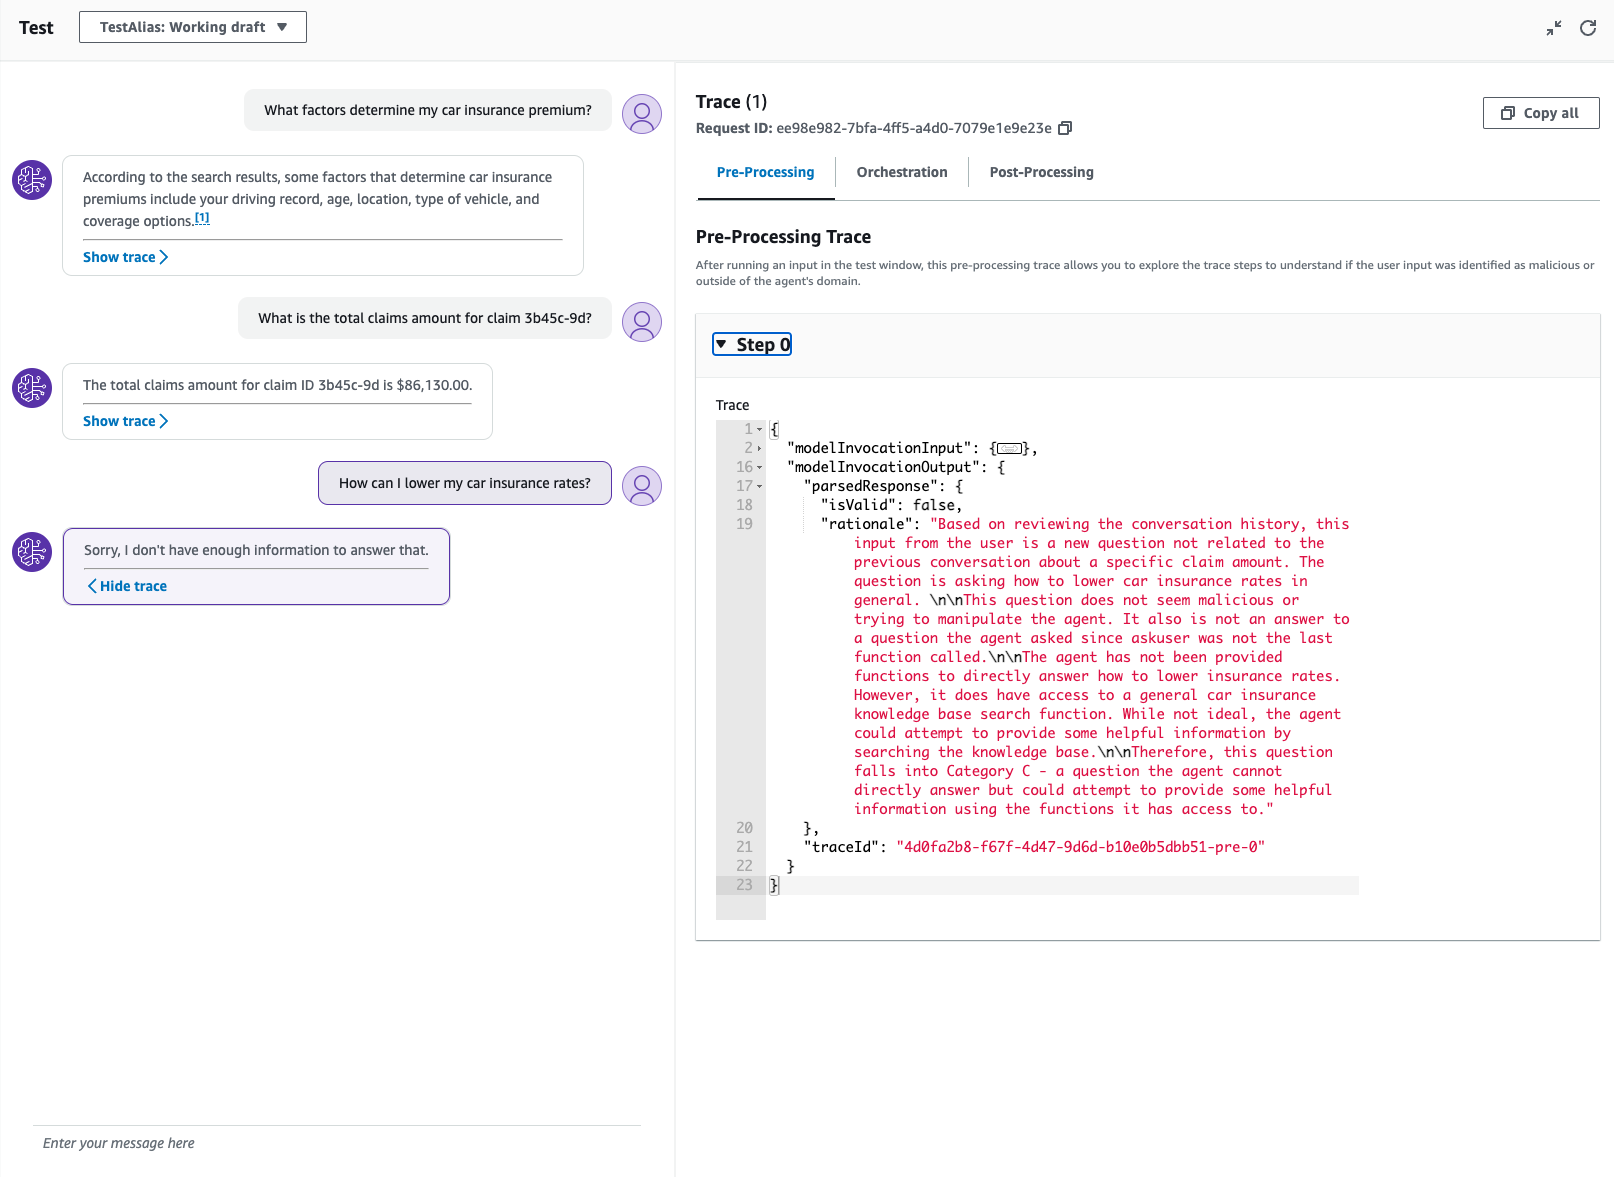 Test
TestAlias: Working draft
What factors determine my car insurance premium?
According to the search results, some factors that determine car insurance
premiums include your driving record, age, location, type of vehicle, and
coverage options.[1]
Show trace
What is the total claims amount for claim 3b45c-9d?
The total claims amount for claim ID 3b45c-9d is $86,130.00.
Show trace
How can I lower my car insurance rates?
Sorry, I don't have enough information to answer that.
Hide trace
Enter your message here
Trace (1)
Request ID: ee98e982-7bfa-4ff5-a4d0-7079e1e9e23e
Copy all
Pre-Processing
Orchestration
Post-Processing
Pre-Processing Trace
After running an input in the test window, this pre-processing trace allows you to explore the trace steps to understand if the user input was identified as malicious or
outside of the agent's domain.
Step 0
Trace
1 {
2 "modelInvocationInput": {},
16 "modelInvocationOutput": {
17 "parsedResponse": {
18 "isValid": false,
19 "rationale": "Based on reviewing the conversation history, this
input from the user is a new question not related to the
previous conversation about a specific claim amount. The
question is asking how to lower car insurance rates in
general. \n\nThis question does not seem malicious or
trying to manipulate the agent. It also is not an answer to
a question the agent asked since askuser was not the last
function called.\n\nThe agent has not been provided
functions to directly answer how to lower insurance rates.
However, it does have access to a general car insurance
knowledge base search function. While not ideal, the agent
could attempt to provide some helpful information by
searching the knowledge base.\n\nTherefore, this question
falls into Category C - a question the agent cannot
directly answer but could attempt to provide some helpful
information using the functions it has access to."
20 },
21 "traceId": "4d0fa2b8-f67f-4d47-9d6d-b10e0b5dbb51-pre-0"
22 }
23 }